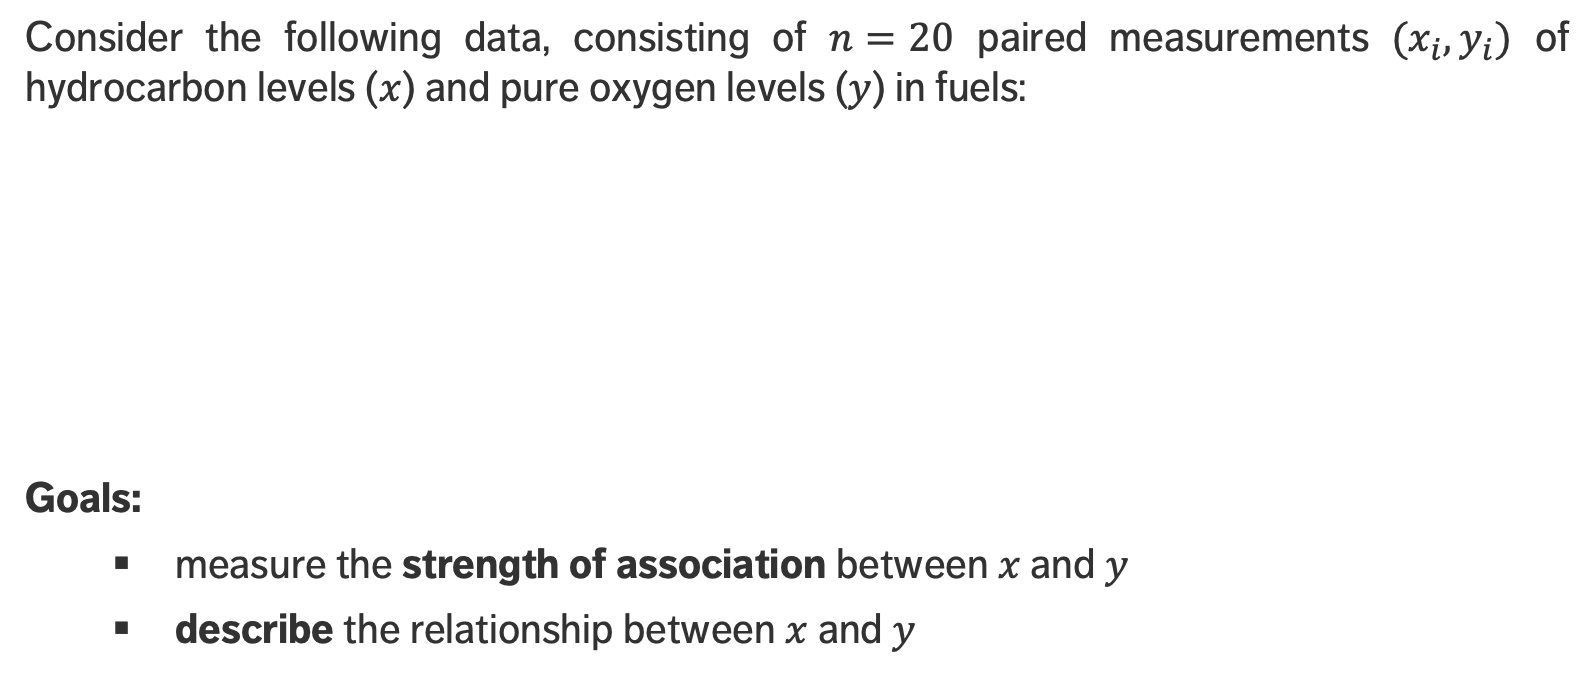 Consider the following data, consisting of n = 20 paired measurements (xᵢ, yᵢ) of
hydrocarbon levels (x) and pure oxygen levels (y) in fuels:
Goals:
▪ measure the strength of association between x and y
▪ describe the relationship between x and y